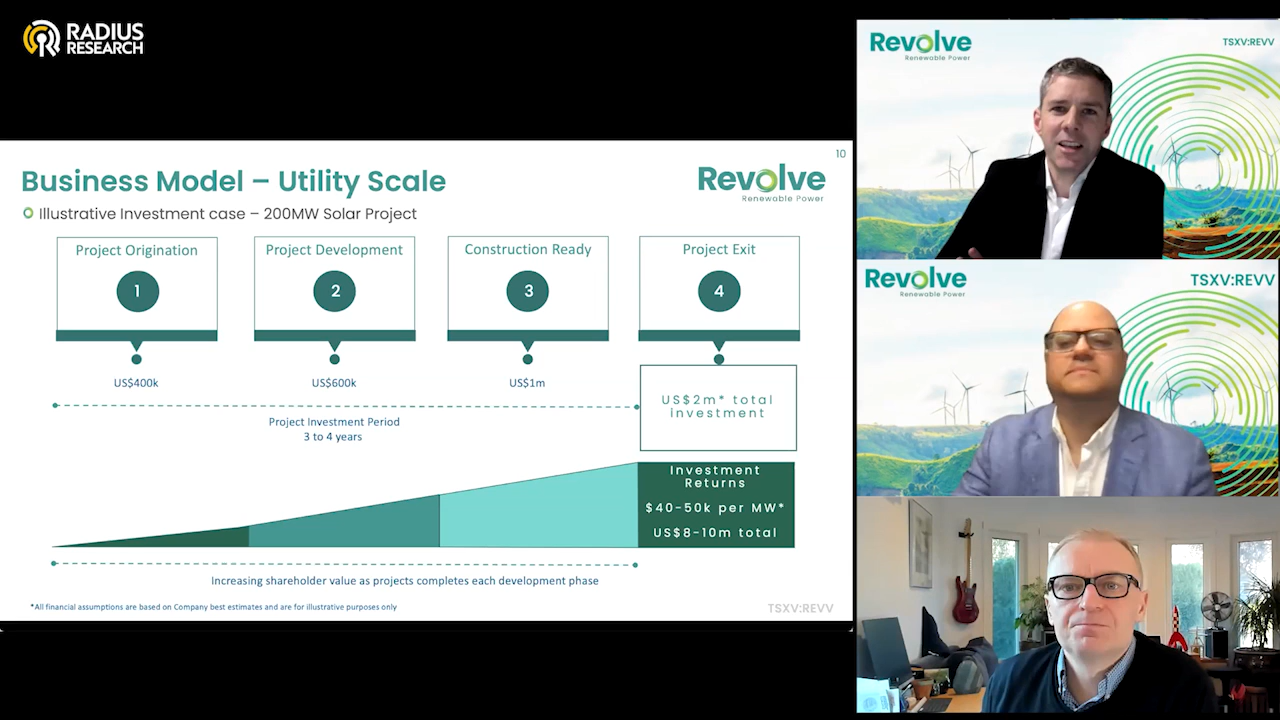 RADIUS
RESEARCH
10
Business Model – Utility Scale
Revolve
Renewable Power
Illustrative Investment case – 200MW Solar Project
Project Origination
Project Development
Construction Ready
Project Exit
1
2
3
4
US$400k
US$600k
US$1m
US$2m* total
investment
Project Investment Period
3 to 4 years
Investment
Returns
$40-50k per MW*
US$8-10m total
Increasing shareholder value as projects completes each development phase
*All financial assumptions are based on Company best estimates and are for illustrative purposes only
TSXV:REVV
Revolve
Renewable Power
TSXV:REVV
Revolve
Renewable Power
TSXV:REVV